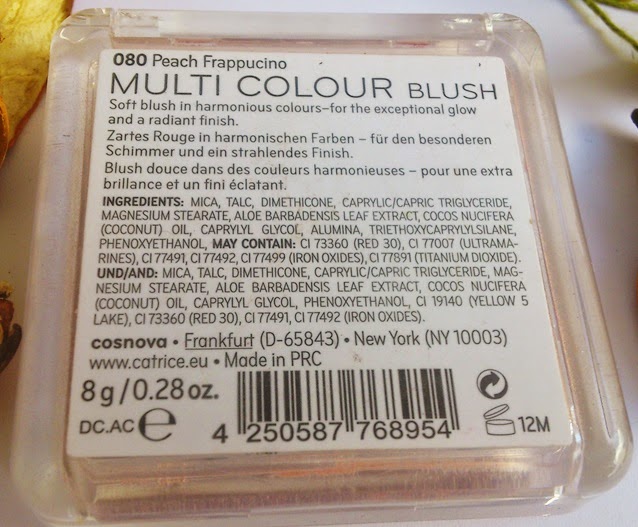 080 Peach Frappucino
MULTI COLOUR BLUSH
Soft blush in harmonious colours–for the exceptional glow
and a radiant finish.
Zartes Rouge in harmonischen Farben – für den besonderen
Schimmer und ein strahlendes Finish.
Blush douce dans des couleurs harmonieuses – pour une extra
brillance et un fini éclatant.
INGREDIENTS: MICA, TALC, DIMETHICONE, CAPRYLIC/CAPRIC TRIGLYCERIDE,
MAGNESIUM STEARATE, ALOE BARBADENSIS LEAF EXTRACT, COCOS NUCIFERA
(COCONUT) OIL, CAPRYLYL GLYCOL, ALUMINA, TRIETHOXYCAPRYLYLSILANE,
PHENOXYETHANOL, MAY CONTAIN: CI 73360 (RED 30), CI 77007 (ULTRAMA-
RINES), CI 77491, CI 77492, CI 77499 (IRON OXIDES), CI 77891 (TITANIUM DIOXIDE).
UND/AND: MICA, TALC, DIMETHICONE, CAPRYLIC/CAPRIC TRIGLYCERIDE, MAG-
NESIUM STEARATE, ALOE BARBADENSIS LEAF EXTRACT, COCOS NUCIFERA
(COCONUT) OIL, CAPRYLYL GLYCOL, PHENOXYETHANOL, CI 19140 (YELLOW 5
LAKE), CI 73360 (RED 30), CI 77491, CI 77492 (IRON OXIDES).
cosnova • Frankfurt (D-65843) • New York (NY 10003)
www.catrice.eu • Made in PRC
8 g / 0.28 oz.
DC.AC e 4 250587 768954 12M